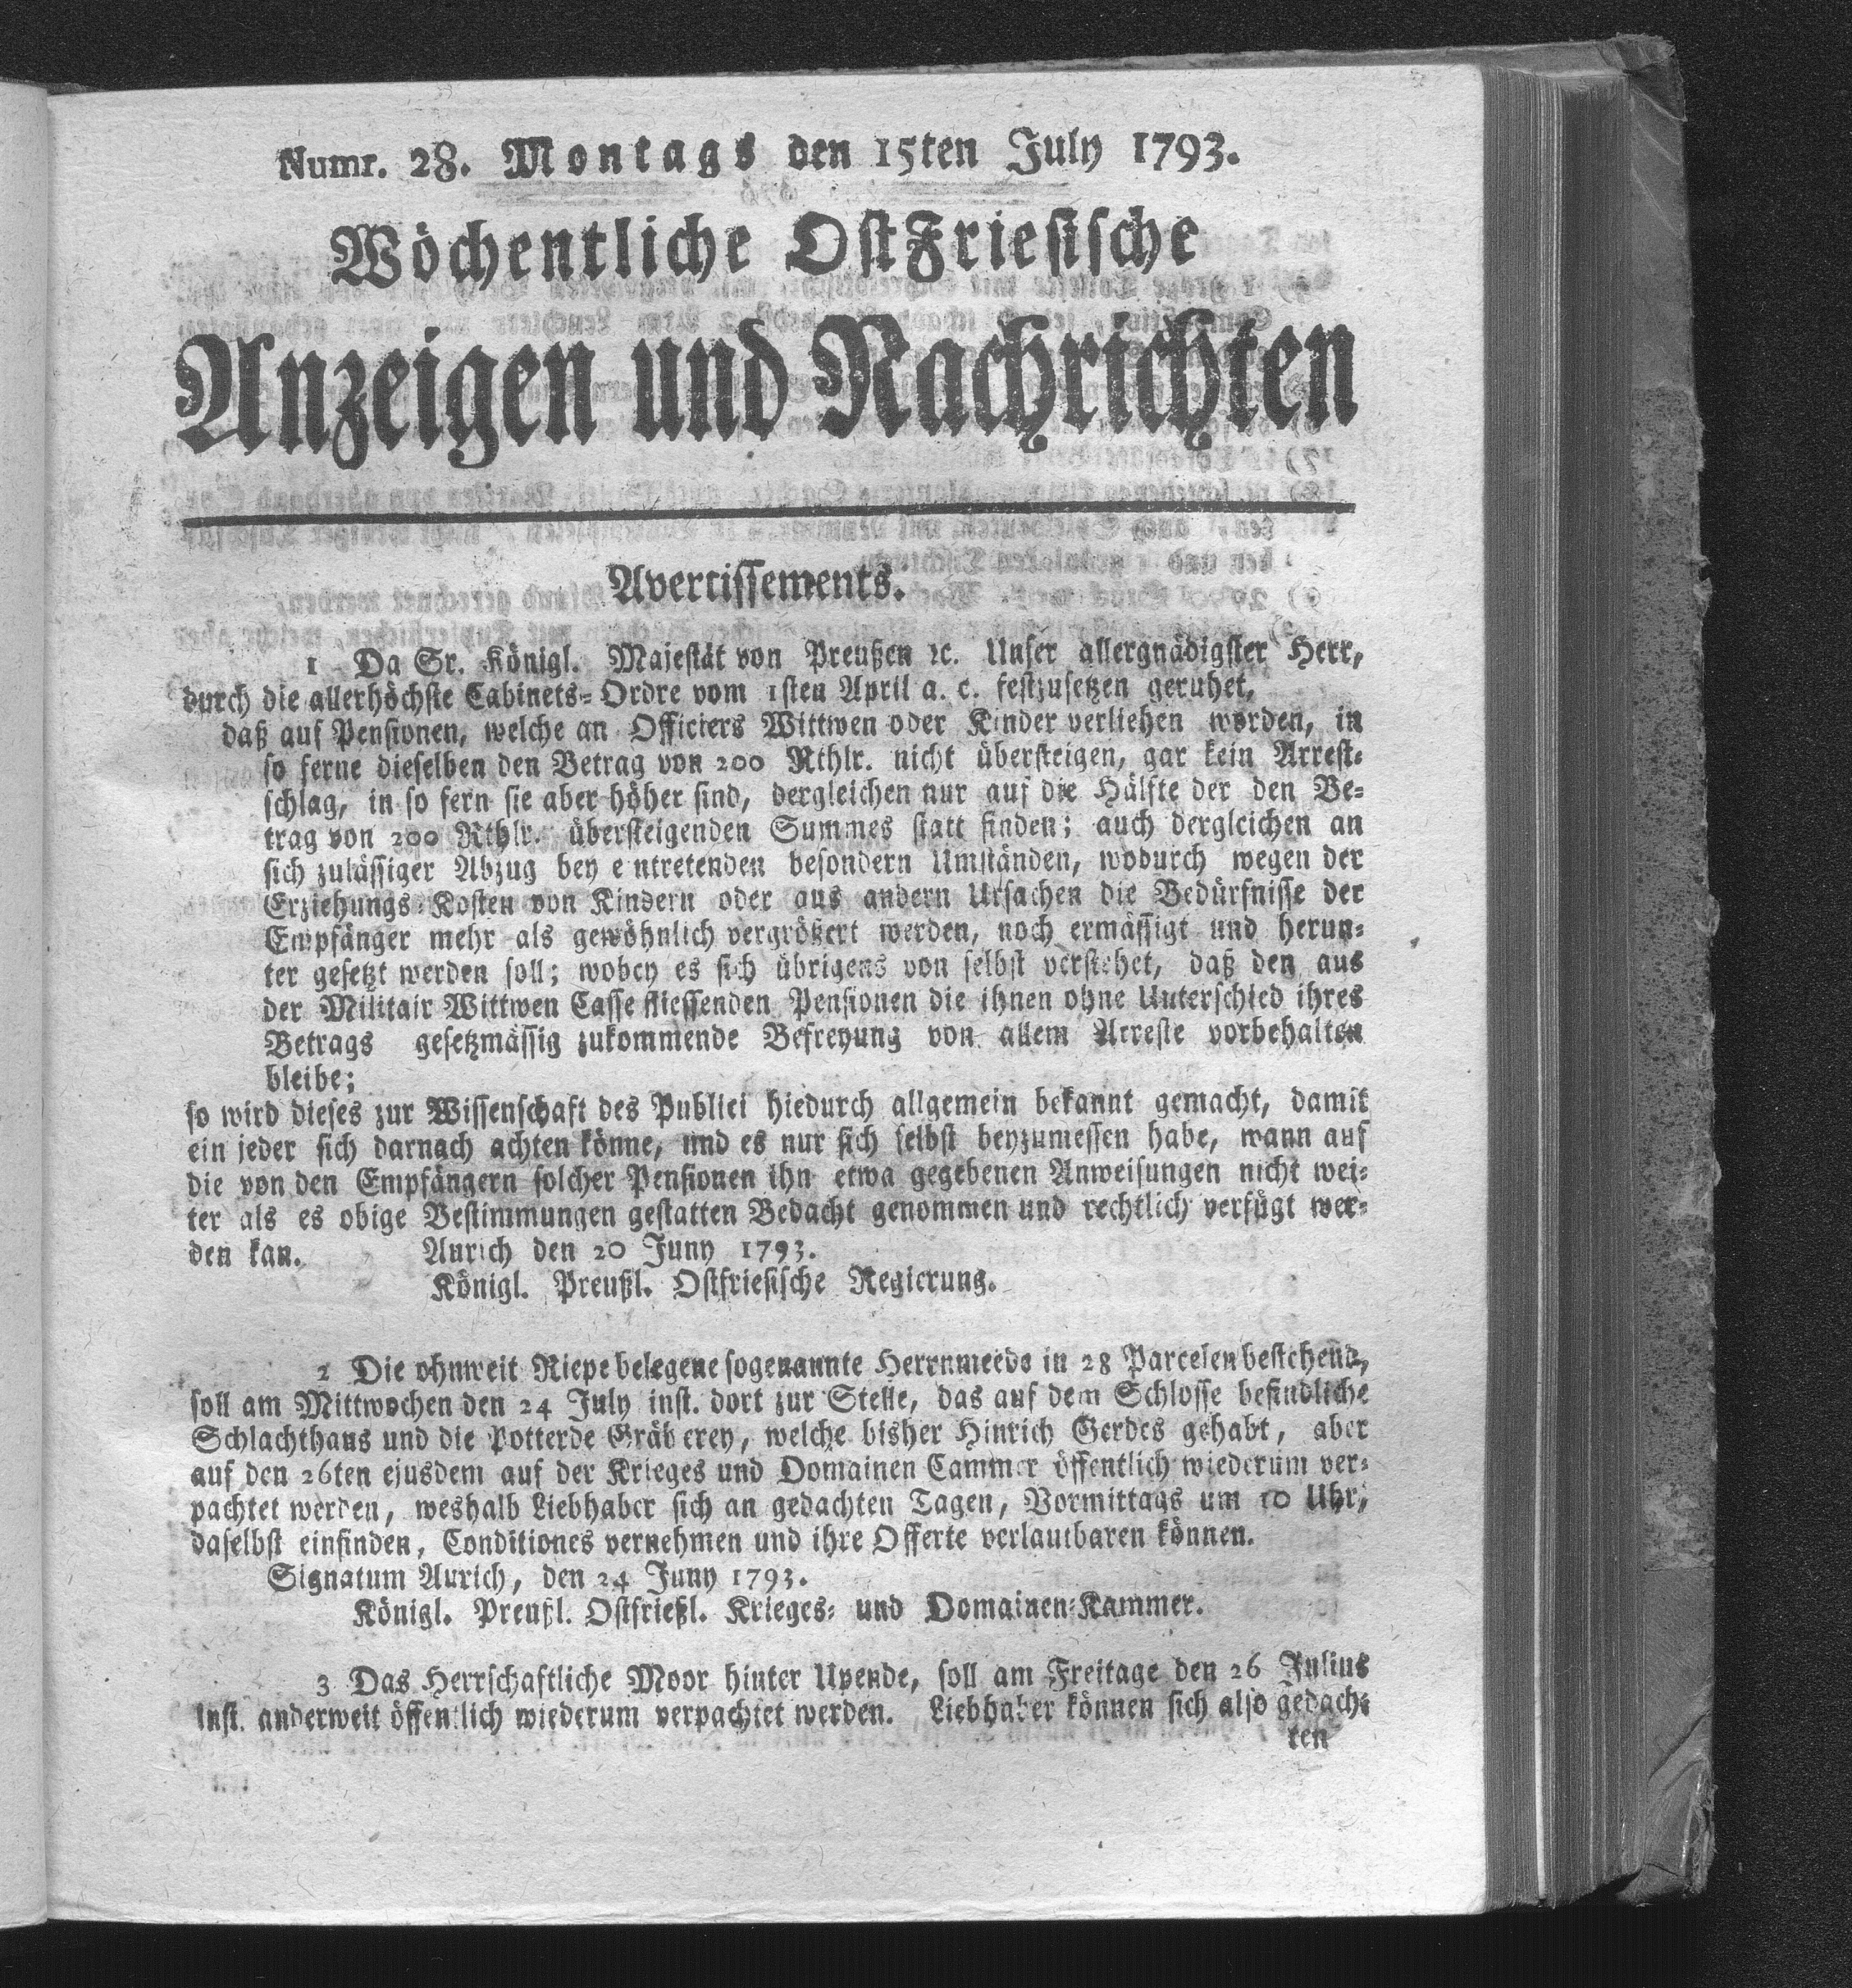 Numr. 28. Montags den 15ten July 1793.
Wöchentliche OstFriesische
Anzeigen und Nachrichten
Avertissements.
1 Da Sr. Königl. Majestät von Preußen ꝛc. Unser allergnädigster Herr,
durch die allerhöchste Cabinets-Ordre vom 1sten April a. c. festzusetzen geruhet,
daß auf Pensionen, welche an Officiers Wittwen oder Kinder verliehen worden, in
so ferne dieselben den Betrag von 200 Rthlr. nicht übersteigen, gar kein Arrest-
schlag, in so fern sie aber höher sind, dergleichen nur auf die Hälfte der den Be-
trag von 200 Rthlr. übersteigenden Summes statt finden; auch dergleichen an
sich zulässiger Abzug bey e ntretenden besondern Umständen, wodurch wegen der
Erziehungs-Kosten von Kindern oder aus andern Ursachen die Bedürfnisse der
Empfänger mehr als gewöhnlich vergrößert werden, noch ermässigt und herun-
ter gesetzt werden soll; wobey es sich übrigens von selbst verstehet, daß den aus
der Militair Wittwen Casse fliessenden Pensionen die ihnen ohne Unterschied ihres
Betrags gesetzmässig zukommende Befreyung von allem Arreste vorbehalten
bleibe;
so wird dieses zur Wissenschaft des Publici hiedurch allgemein bekannt gemacht, damit
ein jeder sich darnach achten könne, und es nur sich selbst beyzumessen habe, wann auf
die von den Empfängern solcher Pensionen ihn etwa gegebenen Anweisungen nicht wei-
ter als es obige Bestimmungen gestatten Bedacht genommen und rechtlich verfügt wer-
den kan. Aurich den 20 Juny 1793.
Königl. Preußl. Ostfriesische Regierung.
2 Die ohnweit Riepe belegene sogenannte Herrnmeede in 28 Parcelen bestehend,
soll am Mittwochen den 24 July inst. dort zur Stelle, das auf dem Schlosse befindliche
Schlachthaus und die Potterde Gräberey, welche bisher Hinrich Gerdes gehabt, aber
auf den 26ten ejusdem auf der Krieges und Domainen Cammer öffentlich wiederum ver-
pachtet werden, weshalb Liebhaber sich an gedachten Tagen, Vormittags um 10 Uhr,
daselbst einfinden, Conditiones vernehmen und ihre Offerte verlautbaren können.
Signatum Aurich, den 24 Juny 1793.
Königl. Preußl. Ostfrießl. Krieges- und Domainen-Kammer.
3 Das Herrschaftliche Moor hinter Upende, soll am Freitage den 26 Julius
inst. anderweit öffentlich wiederum verpachtet werden. Liebhaber können sich also gedach-
ten